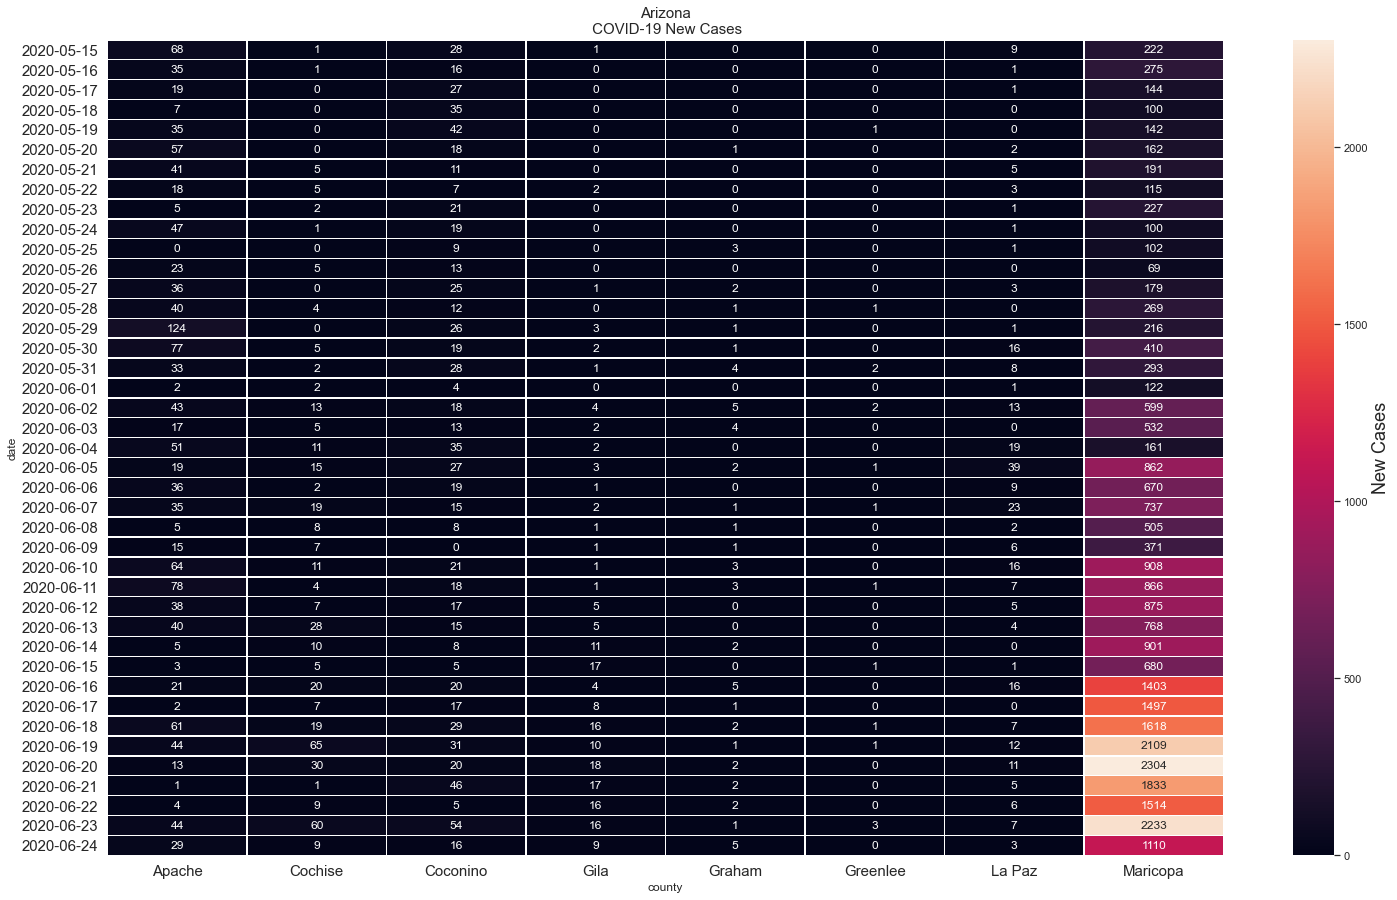 Arizona
COVID-19 New Cases
2020-05-15 68 1 28 1 0 0 9 222
2020-05-16 35 1 16 0 0 0 1 275
2020-05-17 19 0 27 0 0 0 1 144
2020-05-18 7 0 35 0 0 0 0 100
2020-05-19 35 0 42 0 0 1 0 142
2020-05-20 57 0 18 0 1 0 2 162
2020-05-21 41 5 11 0 0 0 5 191
2020-05-22 18 5 7 2 0 0 3 115
2020-05-23 5 2 21 0 0 0 1 227
2020-05-24 47 1 19 0 0 0 1 100
2020-05-25 0 0 9 0 3 0 1 102
2020-05-26 23 5 13 0 0 0 0 69
2020-05-27 36 0 25 1 2 0 3 179
2020-05-28 40 4 12 0 1 1 0 269
2020-05-29 124 0 26 3 1 0 1 216
2020-05-30 77 5 19 2 1 0 16 410
2020-05-31 33 2 28 1 4 2 8 293
2020-06-01 2 2 4 0 0 0 1 122
2020-06-02 43 13 18 4 5 2 13 599
2020-06-03 17 5 13 2 4 0 0 532
2020-06-04 51 11 35 2 0 0 19 161
2020-06-05 19 15 27 3 2 1 39 862
2020-06-06 36 2 19 1 0 0 9 670
2020-06-07 35 19 15 2 1 1 23 737
2020-06-08 5 8 8 1 1 0 2 505
2020-06-09 15 7 0 1 1 0 6 371
2020-06-10 64 11 21 1 3 0 16 908
2020-06-11 78 4 18 1 3 1 7 866
2020-06-12 38 7 17 5 0 0 5 875
2020-06-13 40 28 15 5 0 0 4 768
2020-06-14 5 10 8 11 2 0 0 901
2020-06-15 3 5 5 17 0 1 1 680
2020-06-16 21 20 20 4 5 0 16 1403
2020-06-17 2 7 17 8 1 0 0 1497
2020-06-18 61 19 29 16 2 1 7 1618
2020-06-19 44 65 31 10 1 1 12 2109
2020-06-20 13 30 20 18 2 0 11 2304
2020-06-21 1 1 46 17 2 0 5 1833
2020-06-22 4 9 5 16 2 0 6 1514
2020-06-23 44 60 54 16 1 3 7 2233
2020-06-24 29 9 16 9 5 0 3 1110
Apache Cochise Coconino Gila Graham Greenlee La Paz Maricopa
county
date
2000
1500
1000
500
0
New Cases